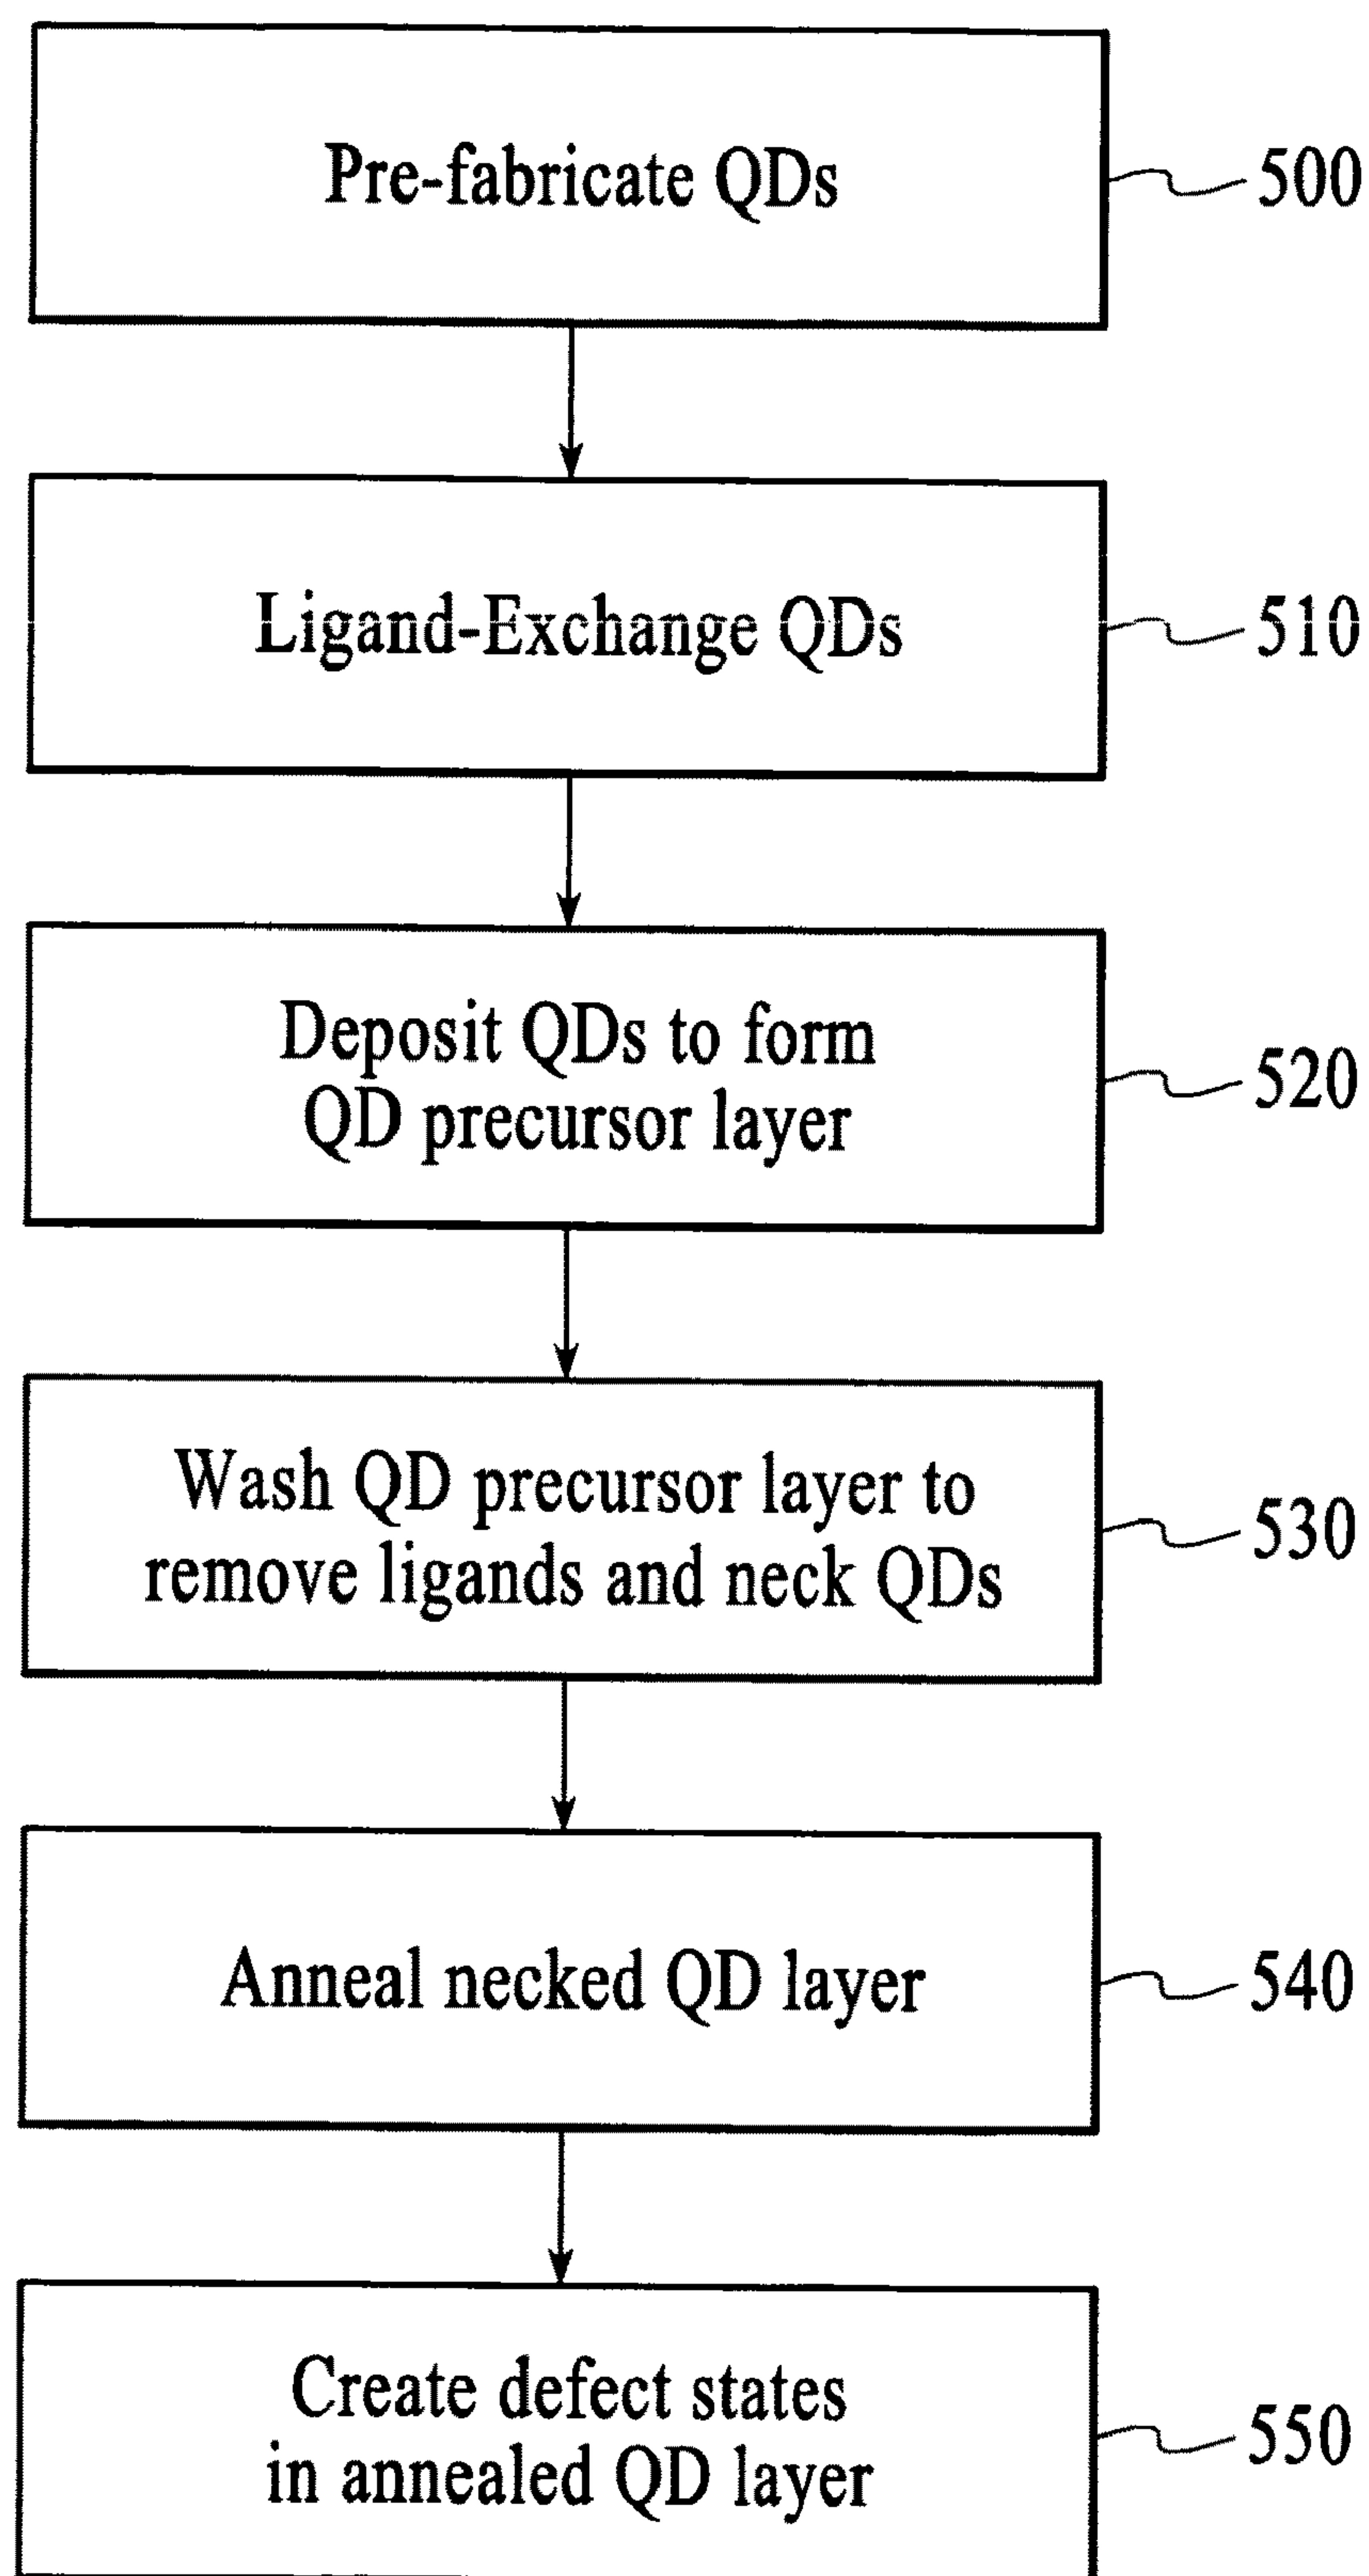 Pre-fabricate QDs
500
Ligand-Exchange QDs
510
Deposit QDs to form
QD precursor layer
520
Wash QD precursor layer to
remove ligands and neck QDs
530
Anneal necked QD layer
540
Create defect states
in annealed QD layer
550